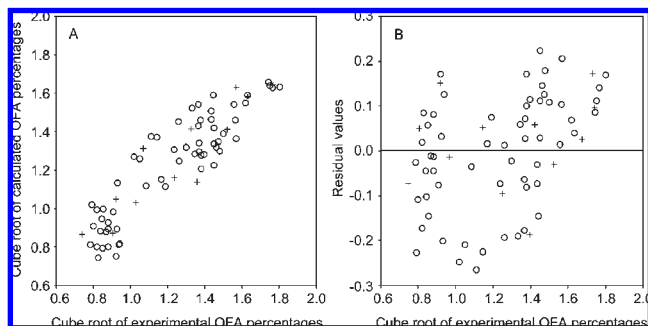 A
Cube root of calculated OFA percentages
2.0
1.8
1.6
1.4
1.2
1.0
0.8
0.6
0.6 0.8 1.0 1.2 1.4 1.6 1.8 2.0
Cube root of experimental OFA percentages
B
Residual values
0.3
0.2
0.1
0.0
-0.1
-0.2
-0.3
0.6 0.8 1.0 1.2 1.4 1.6 1.8 2.0
Cube root of experimental OFA percentages